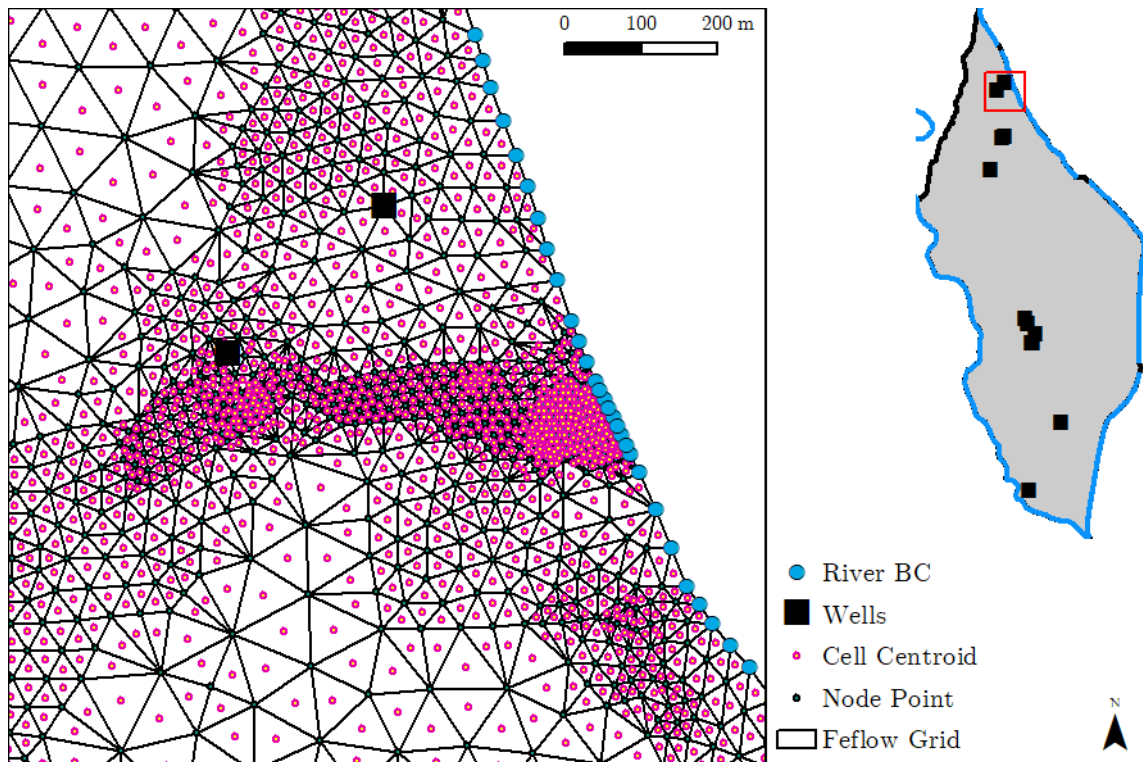 0 100 200 m
River BC
Wells
Cell Centroid
Node Point
Feflow Grid
N